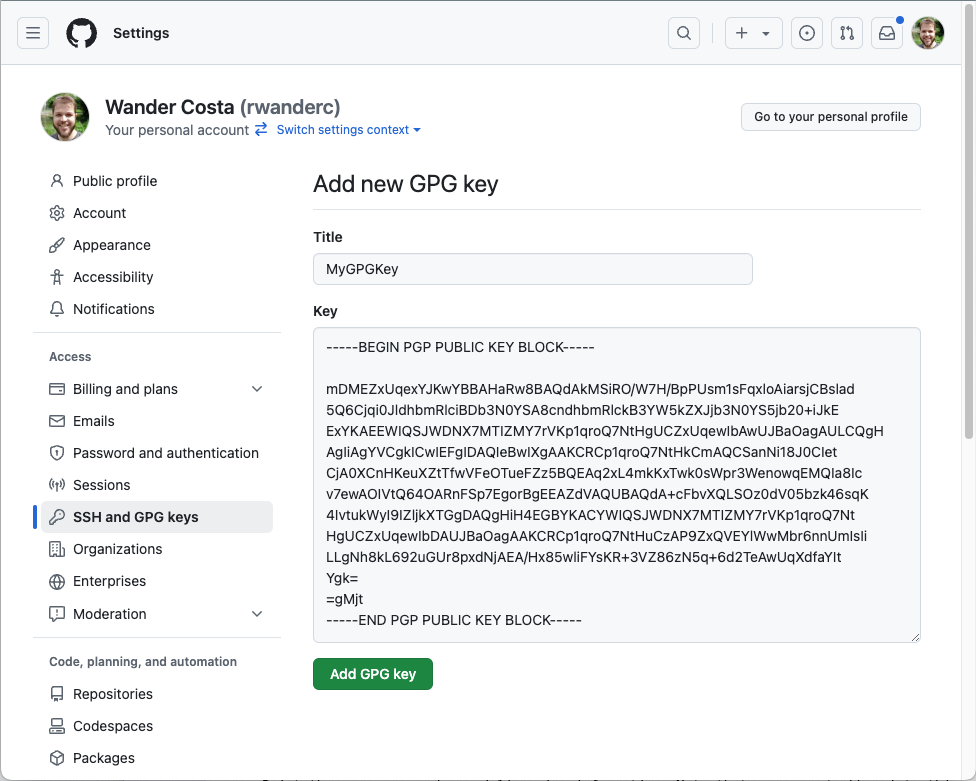 Settings
Wander Costa (rwanderc)
Your personal account Switch settings context
Go to your personal profile
Public profile
Account
Appearance
Accessibility
Notifications
Access
Billing and plans
Emails
Password and authentication
Sessions
SSH and GPG keys
Organizations
Enterprises
Moderation
Code, planning, and automation
Repositories
Codespaces
Packages
Add new GPG key
Title
MyGPGKey
Key
-----BEGIN PGP PUBLIC KEY BLOCK-----
mDMEZxUqexYJKwYBBAHaRw8BAQdAkMSiRO/W7H/BpPUsm1sFqxloAiarsjCBslad
5Q6Cjqi0JldhbmRlciBDb3N0YSA8cndhbmRlckB3YW5kZXJjb3N0YS5jb20+iJkE
ExYKAEEWIQSJWDNX7MTIZMY7rVKp1qroQ7NtHgUCZxUqewIbAwUJBaOagAULCQgH
AgIiAgYVCgkICwIEFgIDAQIeBwIXgAAKCRCp1qroQ7NtHkCmAQCSanNi18J0CIet
CjA0XCnHKeuXZtTfwVFeOTueFZz5BQEAq2xL4mkKxTwk0sWpr3WenowqEMQIa8Ic
v7ewAOIVtQ64OARnFSp7EgorBgEEAZdVAQUBAQdA+cFbvXQLSOz0dV05bzk46sqK
4IvtukWyI9IZljkXTGgDAQgHiH4EGBYKACYWIQSJWDNX7MTIZMY7rVKp1qroQ7Nt
HgUCZxUqewIbDAUJBaOagAAKCRCp1qroQ7NtHuCzAP9ZxQVEYlWwMbr6nnUmIsIi
LLgNh8kL692uGUr8pxdNjAEA/Hx85wliFYsKR+3VZ86zN5q+6d2TeAwUqXdfaYIt
Ygk=
=gMjt
-----END PGP PUBLIC KEY BLOCK-----
Add GPG key